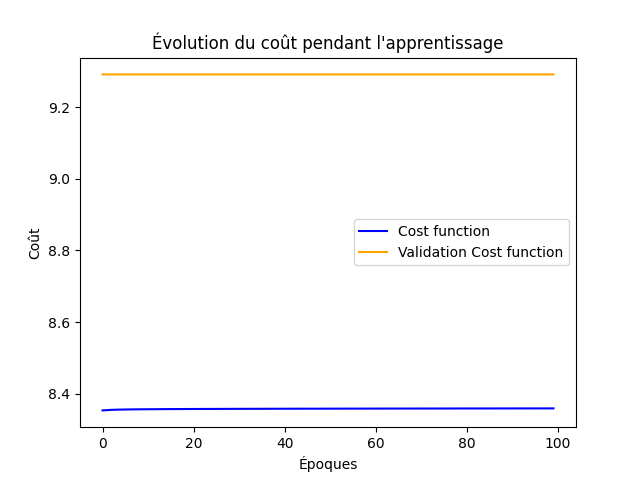 Évolution du coût pendant l'apprentissage
Coût
9.2
9.0
8.8
8.6
8.4
Cost function
Validation Cost function
0
20
40
60
80
100
Époques